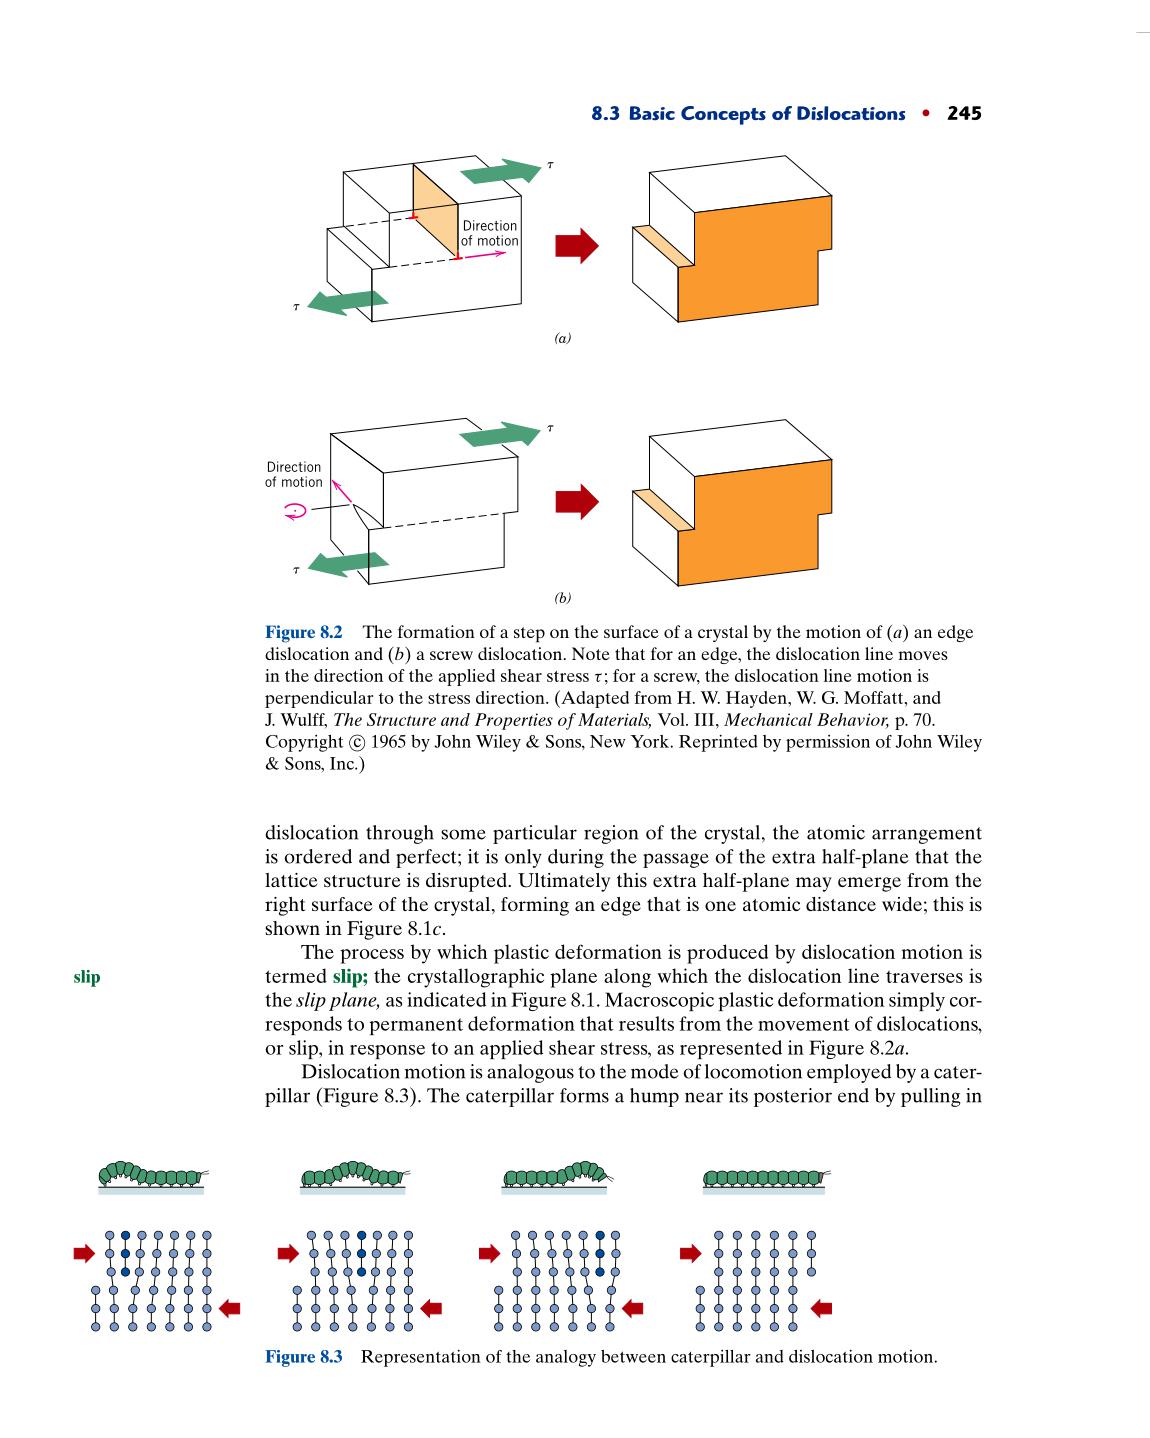 8.3 Basic Concepts of Dislocations • 245
τ
Direction
of motion
τ
(a)
τ
Direction
of motion
τ
(b)
Figure 8.2 The formation of a step on the surface of a crystal by the motion of (a) an edge
dislocation and (b) a screw dislocation. Note that for an edge, the dislocation line moves
in the direction of the applied shear stress τ; for a screw, the dislocation line motion is
perpendicular to the stress direction. (Adapted from H. W. Hayden, W. G. Moffatt, and
J. Wulff, The Structure and Properties of Materials, Vol. III, Mechanical Behavior, p. 70.
Copyright © 1965 by John Wiley & Sons, New York. Reprinted by permission of John Wiley
& Sons, Inc.)
dislocation through some particular region of the crystal, the atomic arrangement
is ordered and perfect; it is only during the passage of the extra half-plane that the
lattice structure is disrupted. Ultimately this extra half-plane may emerge from the
right surface of the crystal, forming an edge that is one atomic distance wide; this is
shown in Figure 8.1c.
The process by which plastic deformation is produced by dislocation motion is
slip
termed slip; the crystallographic plane along which the dislocation line traverses is
the slip plane, as indicated in Figure 8.1. Macroscopic plastic deformation simply cor-
responds to permanent deformation that results from the movement of dislocations,
or slip, in response to an applied shear stress, as represented in Figure 8.2a.
Dislocation motion is analogous to the mode of locomotion employed by a cater-
pillar (Figure 8.3). The caterpillar forms a hump near its posterior end by pulling in
Figure 8.3 Representation of the analogy between caterpillar and dislocation motion.